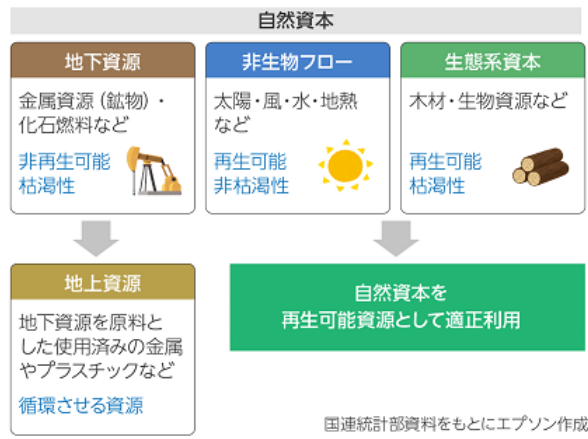 自然資本
地下資源
金属資源（鉱物）・
化石燃料など
非再生可能
枯渇性
非生物フロー
太陽・風・水・地熱
など
再生可能
非枯渇性
生態系資本
木材・生物資源など
再生可能
枯渇性
地上資源
地下資源を原料と
した使用済みの金属
やプラスチックなど
循環させる資源
自然資本を
再生可能資源として適正利用
国連統計部資料をもとにエプソン作成